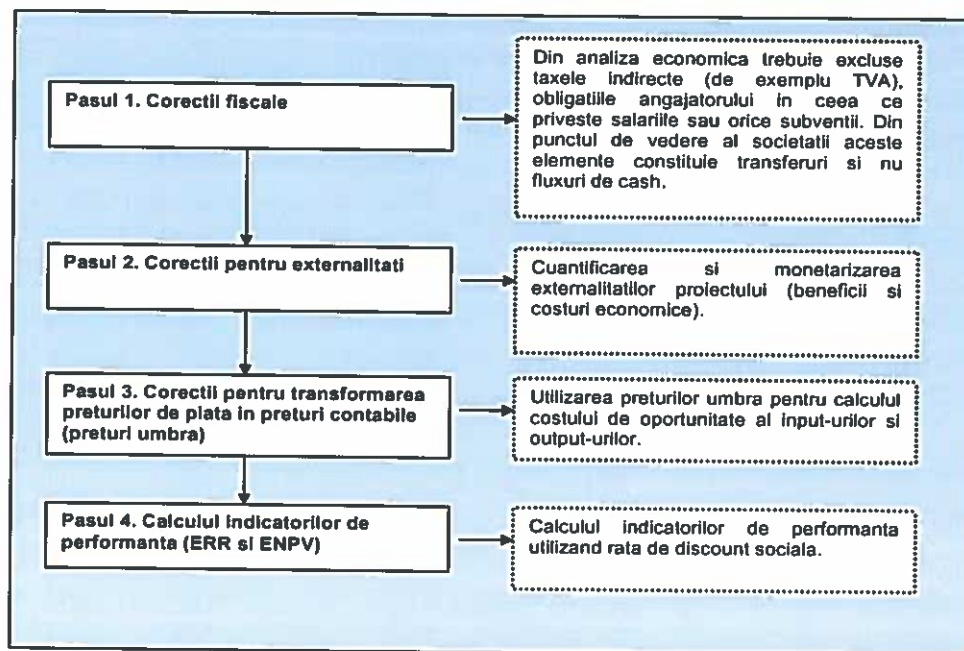 Pasul 1. Corectii fiscale
Din analiza economica trebuie excluse
taxele indirecte (de exemplu TVA),
obligatiile angajatorului in ceea ce
priveste salariile sau orice subventii. Din
punctul de vedere al societatii aceste
elemente constituie transferuri si nu
fluxuri de cash.
Pasul 2. Corectii pentru externalitati
Cuantificarea si monetarizarea
externalitatilor proiectului (beneficii si
costuri economice).
Pasul 3. Corectii pentru transformarea
preturilor de plata in preturi contabile
(preturi umbra)
Utilizarea preturilor umbra pentru calculul
costului de oportunitate al input-urilor si
output-urilor.
Pasul 4. Calculul indicatorilor de
performanta (ERR si ENPV)
Calculul indicatorilor de performanta
utilizand rata de discount sociala.